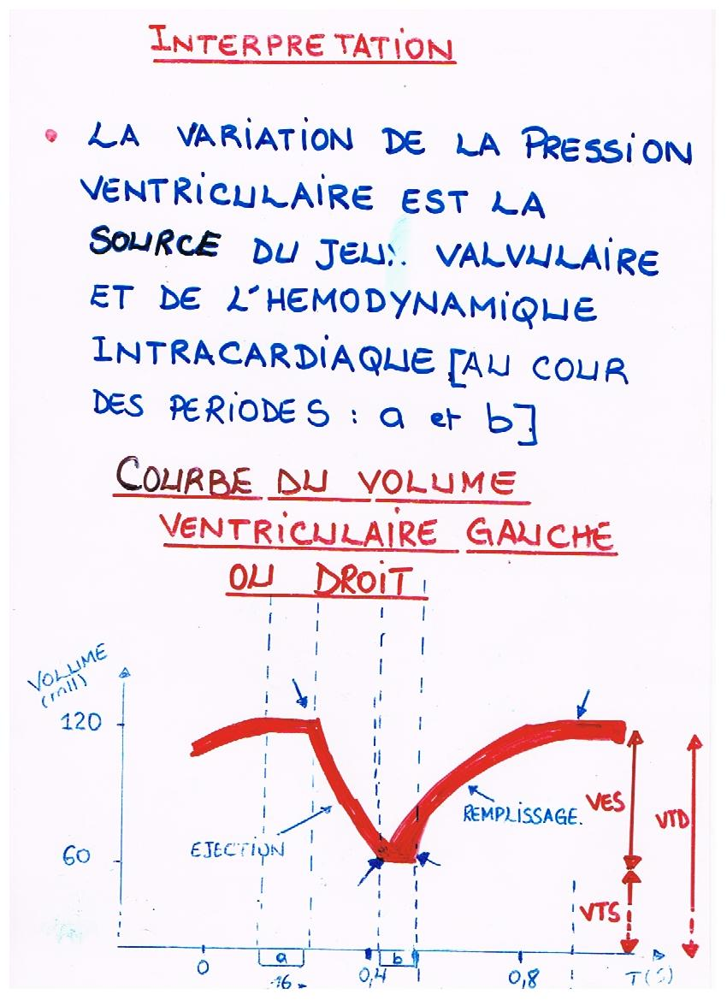 INTERPRETATION
• LA VARIATION DE LA PRESSION
VENTRICULAIRE EST LA
SOURCE DU JEU VALVULAIRE
ET DE L'HEMODYNAMIQUE
INTRACARDIAQUE [AU COUR
DES PERIODES : a et b]
COURBE DU VOLUME
VENTRICULAIRE GAUCHE
OU DROIT
VOLUME
(mll)
120
EJECTION
REMPLISSAGE.
VES
VTD
60
VTS
a
b
0
0,4
0,8
T(S)
16